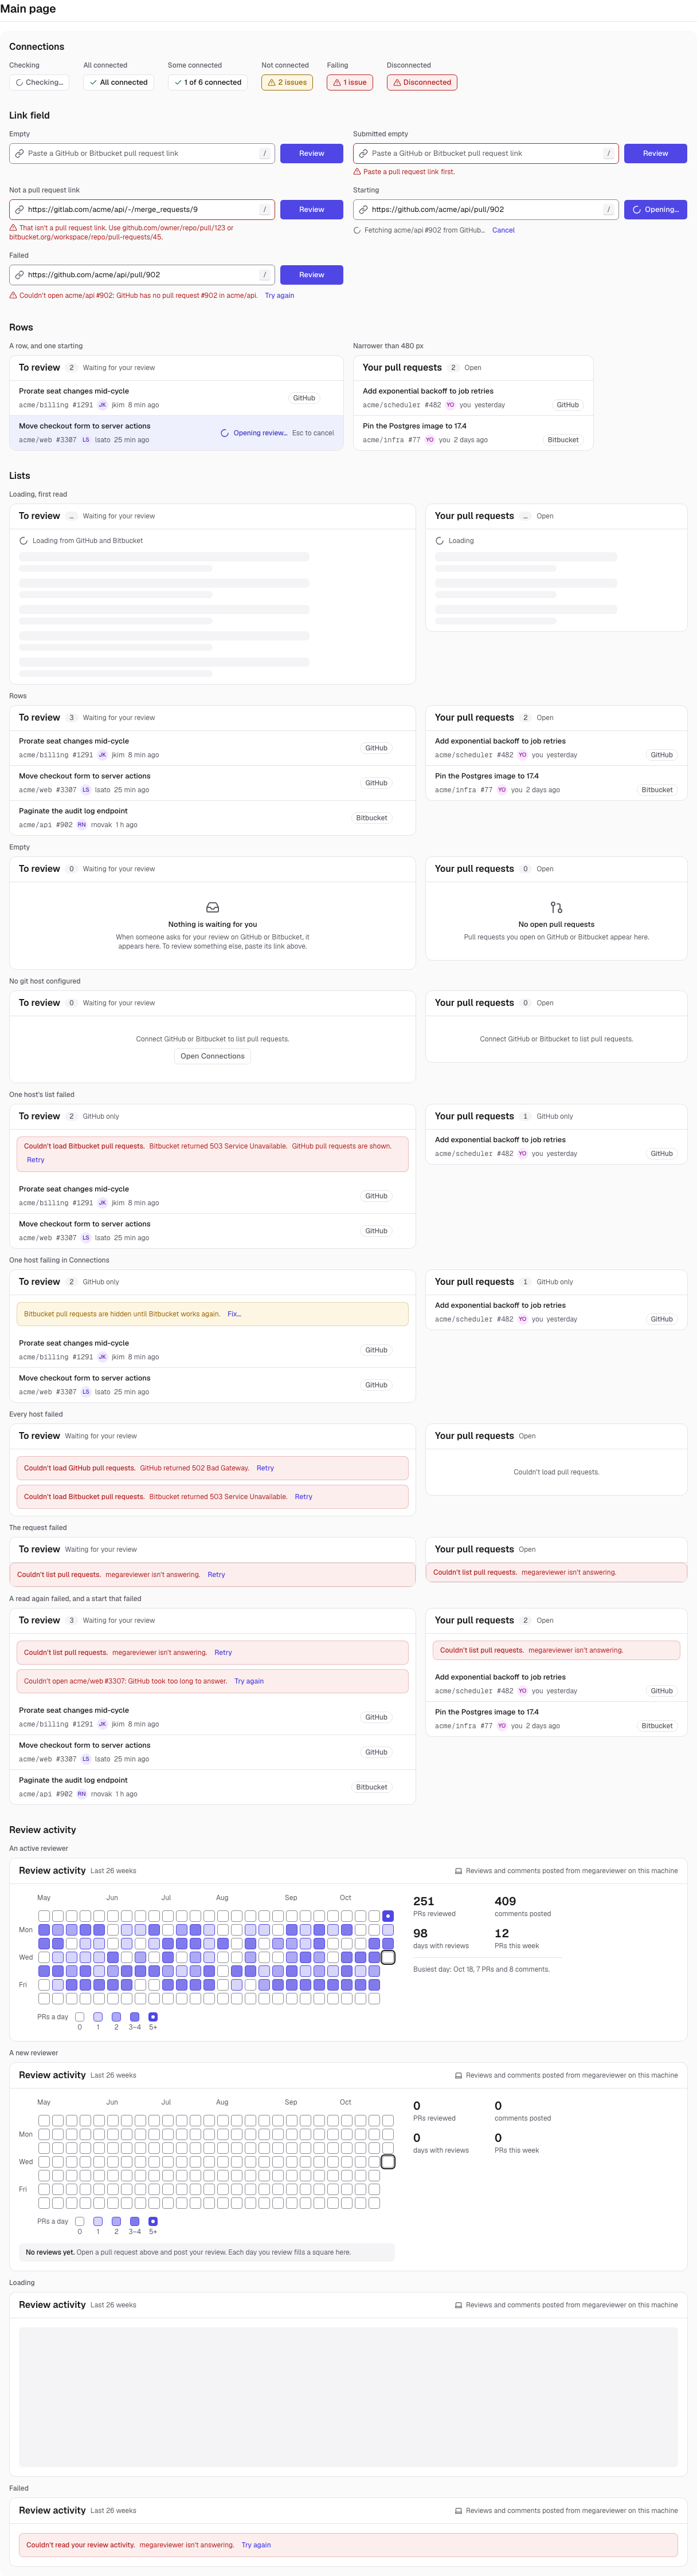 Main page
Connections
Checking
All connected
Some connected
Not connected
Failing
Disconnected
Checking...
All connected
1 of 6 connected
2 issues
1 issue
Disconnected
Link field
Empty
Submitted empty
Paste a GitHub or Bitbucket pull request link
/
Review
Paste a GitHub or Bitbucket pull request link
/
Review
Paste a pull request link first.
Not a pull request link
Starting
https://gitlab.com/acme/api/-/merge_requests/9
/
Review
https://github.com/acme/api/pull/902
/
Opening...
That isn't a pull request link. Use github.com/owner/repo/pull/123 or
bitbucket.org/workspace/repo/pull-requests/45.
Fetching acme/api #902 from GitHub... Cancel
Failed
https://github.com/acme/api/pull/902
/
Review
Couldn't open acme/api #902: GitHub has no pull request #902 in acme/api. Try again
Rows
A row, and one starting
Narrower than 480 px
To review 2 Waiting for your review
Prorate seat changes mid-cycle
acme/billing #1291 JK jkim 8 min ago
GitHub
Move checkout form to server actions
acme/web #3307 LS lsato 25 min ago
Opening review... Esc to cancel
Your pull requests 2 Open
Add exponential backoff to job retries
acme/scheduler #482 YO you yesterday
GitHub
Pin the Postgres image to 17.4
acme/infra #77 YO you 2 days ago
Bitbucket
Lists
Loading, first read
To review ... Waiting for your review
Loading from GitHub and Bitbucket
Your pull requests ... Open
Loading
Rows
To review 3 Waiting for your review
Prorate seat changes mid-cycle
acme/billing #1291 JK jkim 8 min ago
GitHub
Move checkout form to server actions
acme/web #3307 LS lsato 25 min ago
GitHub
Paginate the audit log endpoint
acme/api #902 RN rnovak 1 h ago
Bitbucket
Your pull requests 2 Open
Add exponential backoff to job retries
acme/scheduler #482 YO you yesterday
GitHub
Pin the Postgres image to 17.4
acme/infra #77 YO you 2 days ago
Bitbucket
Empty
To review 0 Waiting for your review
Nothing is waiting for you
When someone asks for your review on GitHub or Bitbucket, it
appears here. To review something else, paste its link above.
Your pull requests 0 Open
No open pull requests
Pull requests you open on GitHub or Bitbucket appear here.
No git host configured
To review 0 Waiting for your review
Connect GitHub or Bitbucket to list pull requests.
Open Connections
Your pull requests 0 Open
Connect GitHub or Bitbucket to list pull requests.
One host's list failed
To review 2 GitHub only
Couldn't load Bitbucket pull requests. Bitbucket returned 503 Service Unavailable. GitHub pull requests are shown.
Retry
Prorate seat changes mid-cycle
acme/billing #1291 JK jkim 8 min ago
GitHub
Move checkout form to server actions
acme/web #3307 LS lsato 25 min ago
GitHub
Your pull requests 1 GitHub only
Add exponential backoff to job retries
acme/scheduler #482 YO you yesterday
GitHub
One host failing in Connections
To review 2 GitHub only
Bitbucket pull requests are hidden until Bitbucket works again. Fix...
Prorate seat changes mid-cycle
acme/billing #1291 JK jkim 8 min ago
GitHub
Move checkout form to server actions
acme/web #3307 LS lsato 25 min ago
GitHub
Your pull requests 1 GitHub only
Add exponential backoff to job retries
acme/scheduler #482 YO you yesterday
GitHub
Every host failed
To review Waiting for your review
Couldn't load GitHub pull requests. GitHub returned 502 Bad Gateway. Retry
Couldn't load Bitbucket pull requests. Bitbucket returned 503 Service Unavailable. Retry
Your pull requests Open
Couldn't load pull requests.
The request failed
To review Waiting for your review
Couldn't list pull requests. megareviewer isn't answering. Retry
Your pull requests Open
Couldn't list pull requests. megareviewer isn't answering.
A read again failed, and a start that failed
To review 3 Waiting for your review
Couldn't list pull requests. megareviewer isn't answering. Retry
Couldn't open acme/web #3307: GitHub took too long to answer. Try again
Prorate seat changes mid-cycle
acme/billing #1291 JK jkim 8 min ago
GitHub
Move checkout form to server actions
acme/web #3307 LS lsato 25 min ago
GitHub
Paginate the audit log endpoint
acme/api #902 RN rnovak 1 h ago
Bitbucket
Your pull requests 2 Open
Couldn't list pull requests. megareviewer isn't answering.
Add exponential backoff to job retries
acme/scheduler #482 YO you yesterday
GitHub
Pin the Postgres image to 17.4
acme/infra #77 YO you 2 days ago
Bitbucket
Review activity
An active reviewer
Review activity Last 26 weeks
Reviews and comments posted from megareviewer on this machine
May Jun Jul Aug Sep Oct
Mon
Wed
Fri
PRs a day
0 1 2 3–4 5+
251
PRs reviewed
409
comments posted
98
days with reviews
12
PRs this week
Busiest day: Oct 18, 7 PRs and 8 comments.
A new reviewer
Review activity Last 26 weeks
Reviews and comments posted from megareviewer on this machine
May Jun Jul Aug Sep Oct
Mon
Wed
Fri
PRs a day
0 1 2 3–4 5+
0
PRs reviewed
0
comments posted
0
days with reviews
0
PRs this week
No reviews yet. Open a pull request above and post your review. Each day you review fills a square here.
Loading
Review activity Last 26 weeks
Reviews and comments posted from megareviewer on this machine
Failed
Review activity Last 26 weeks
Reviews and comments posted from megareviewer on this machine
Couldn't read your review activity. megareviewer isn't answering. Try again